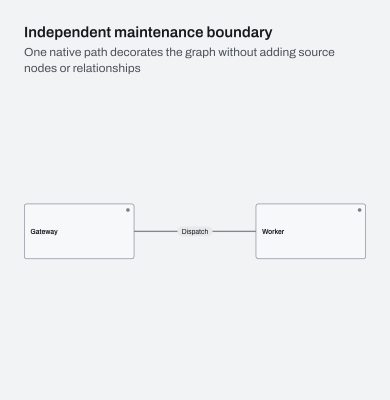 Independent maintenance boundary
One native path decorates the graph without adding source
nodes or relationships
Gateway
Dispatch
Worker